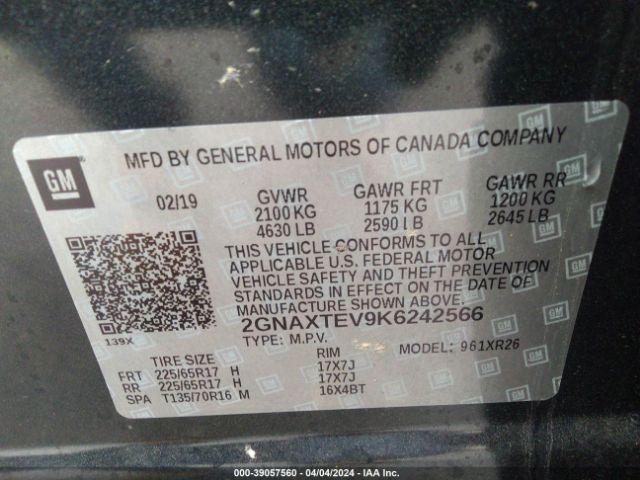 GM
MFD BY GENERAL MOTORS OF CANADA COMPANY
02/19
GVWR
2100 KG
4630 LB
GAWR FRT
1175 KG
2590 LB
GAWR RR
1200 KG
2645 LB
THIS VEHICLE CONFORMS TO ALL
APPLICABLE U.S. FEDERAL MOTOR
VEHICLE SAFETY AND THEFT PREVENTION
STANDARDS IN EFFECT ON THE DATE OF
MANUFACTURE SHOWN ABOVE.
2GNAXTEV9K6242566
139X
TYPE: M.P.V.
MODEL: 961XR26
TIRE SIZE RIM
FRT 225/65R17 H 17X7J
RR 225/65R17 H 17X7J
SPA T135/70R16 M 16X4BT
000-39057560 - 04/04/2024 - IAA Inc.